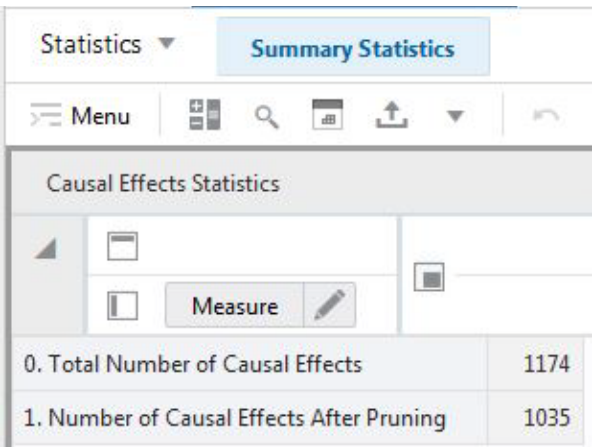 Statistics Summary Statistics
Menu
Causal Effects Statistics
Measure
0. Total Number of Causal Effects 1174
1. Number of Causal Effects After Pruning 1035